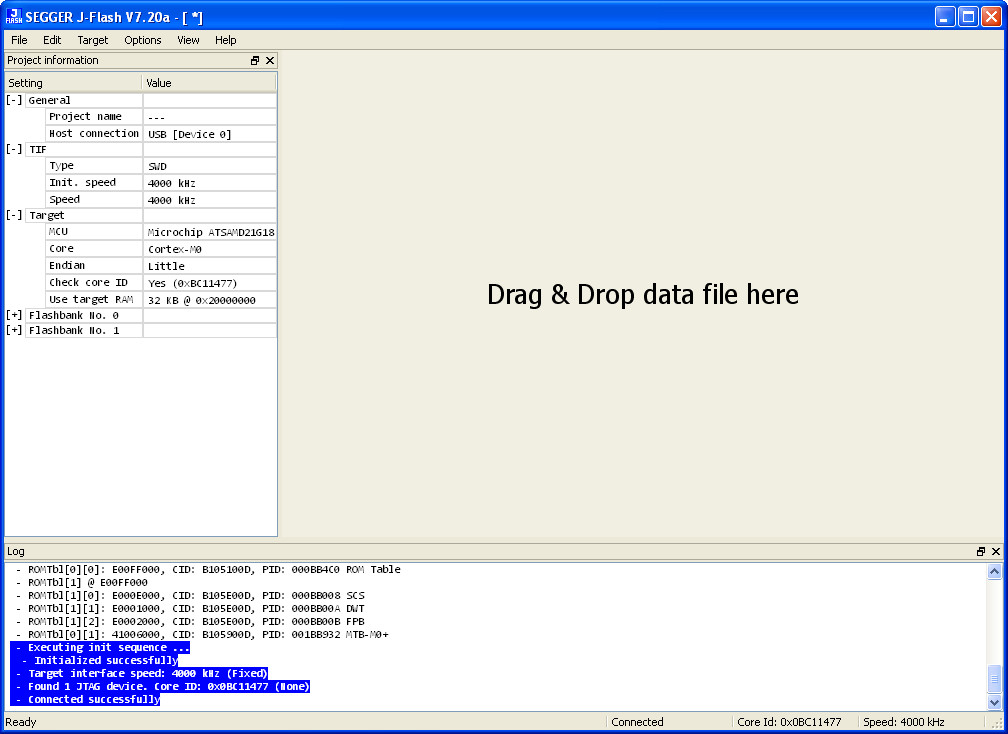 SEGGER J-Flash V7.20a - [ *]
File Edit Target Options View Help
Project information
Setting Value
[-] General
Project name ---
Host connection USB [Device 0]
[-] TIF
Type SWD
Init. speed 4000 kHz
Speed 4000 kHz
[-] Target
MCU Microchip ATSAMD21G18
Core Cortex-M0
Endian Little
Check core ID Yes (0xBC11477)
Use target RAM 32 KB @ 0x20000000
[+] Flashbank No. 0
[+] Flashbank No. 1
Drag & Drop data file here
Log
- ROMTbl[0][0]: E00FF000, CID: B105100D, PID: 000BB4C0 ROM Table
- ROMTbl[1] @ E00FF000
- ROMTbl[1][0]: E000E000, CID: B105E00D, PID: 000BB008 SCS
- ROMTbl[1][1]: E0001000, CID: B105E00D, PID: 000BB00A DWT
- ROMTbl[1][2]: E0002000, CID: B105E00D, PID: 000BB00B FPB
- ROMTbl[0][1]: 41006000, CID: B105900D, PID: 001BB932 MTB-M0+
- Executing init sequence ...
- Initialized successfully
- Target interface speed: 4000 kHz (Fixed)
- Found 1 JTAG device. Core ID: 0x0BC11477 (None)
- Connected successfully
Ready Connected Core Id: 0x0BC11477 Speed: 4000 kHz